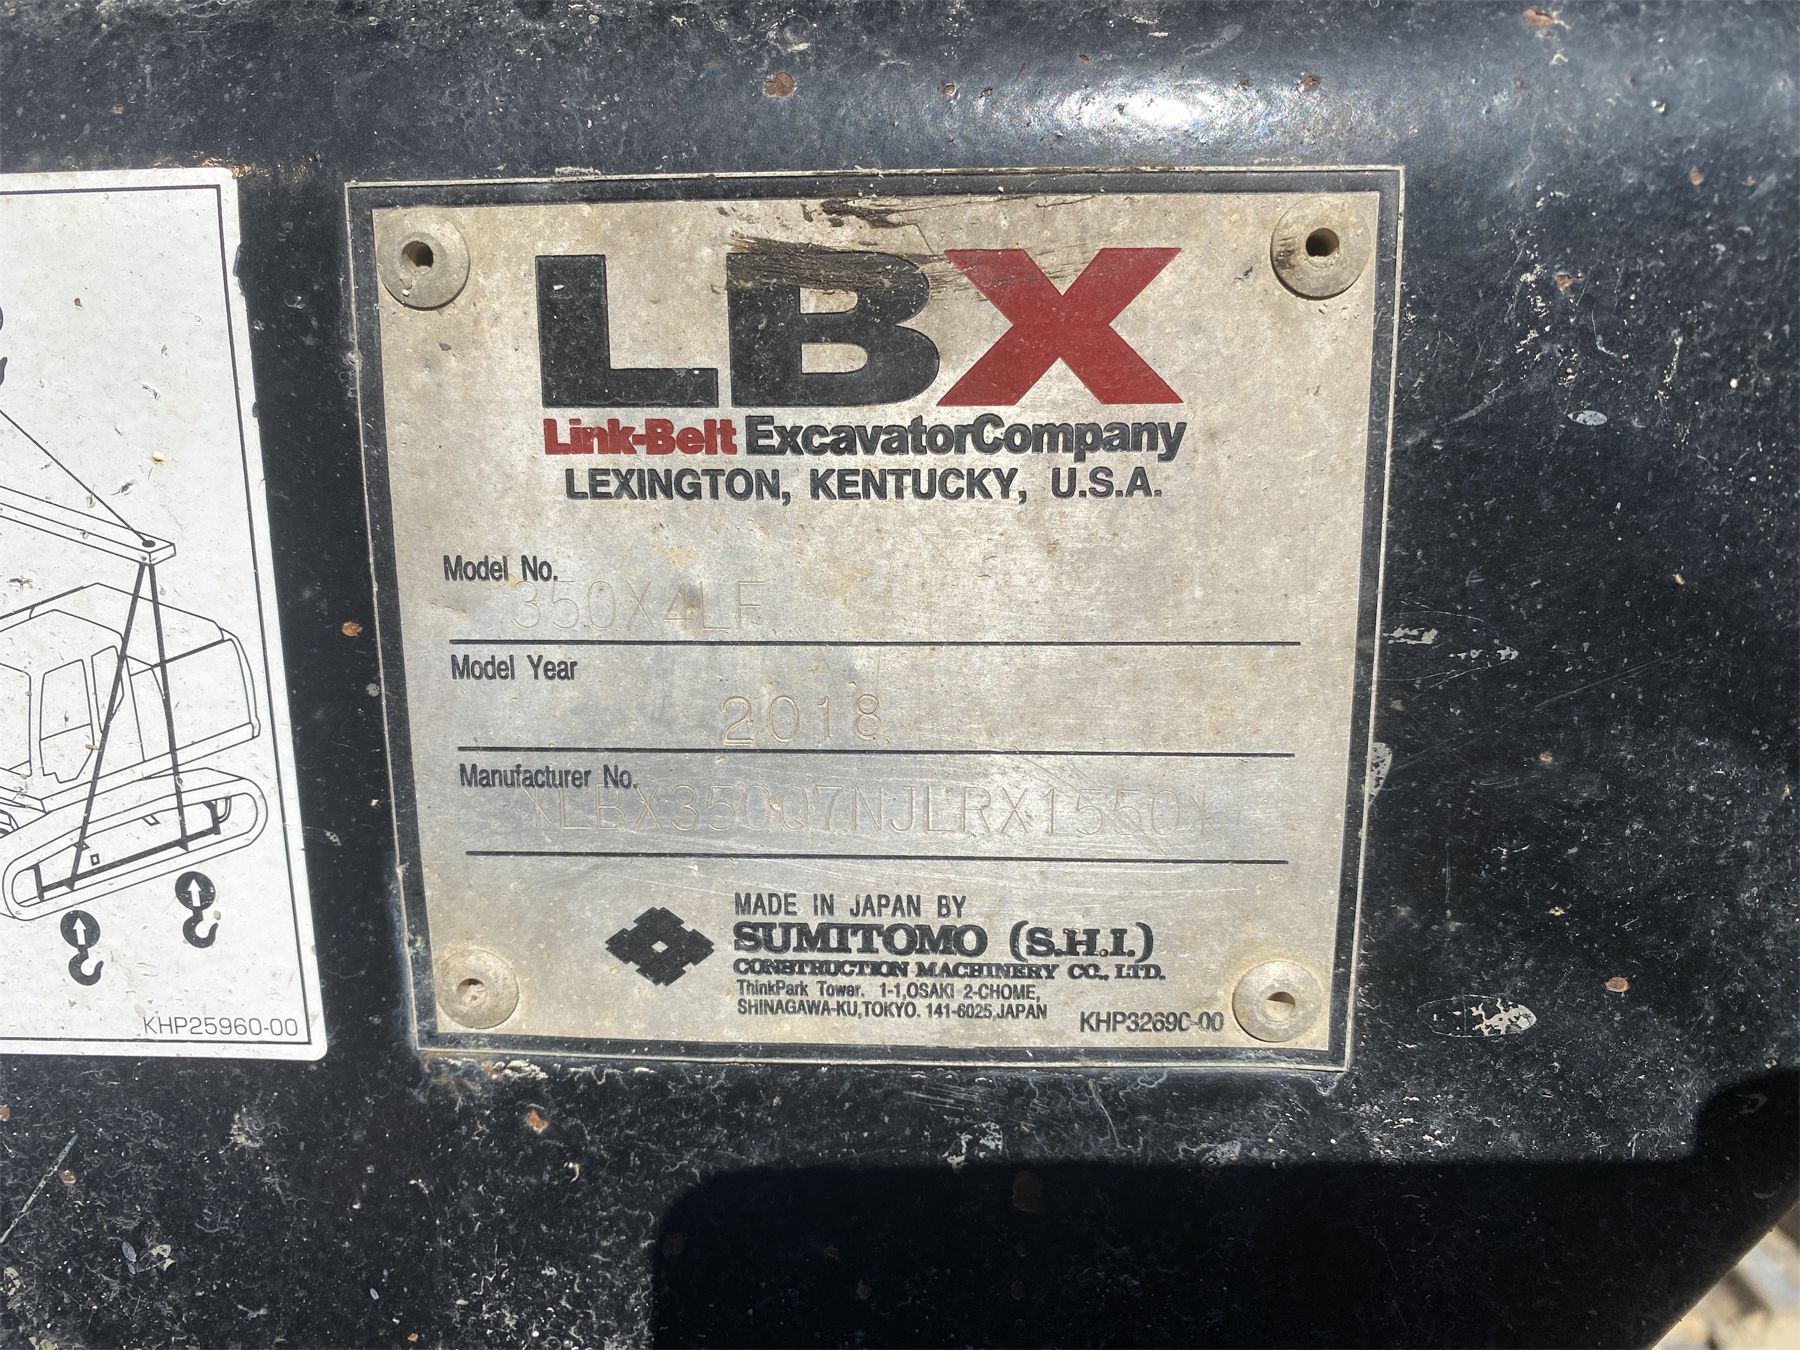 LBX
Link-Belt ExcavatorCompany
LEXINGTON, KENTUCKY, U.S.A.
Model No.
350X4LF
Model Year
2018
Manufacturer No.
*LBX350Q7NJLRX1550*
MADE IN JAPAN BY
SUMITOMO (S.H.I.)
CONSTRUCTION MACHINERY CO., LTD.
ThinkPark Tower. 1-1,OSAKI 2-CHOME,
SHINAGAWA-KU,TOKYO. 141-6025,JAPAN
KHP32690-00
KHP25960-00